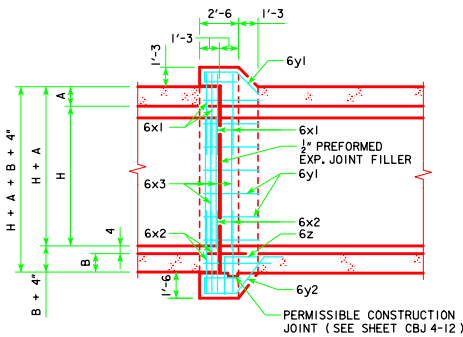 2'-6
1'-3
1'-3
1'-3
6y1
A
6x1
6x1
½" PREFORMED
EXP. JOINT FILLER
H + A + B + 4"
H + A
H
6x3
6y1
6x2
6x2
6z
4
B
B + 4"
1'-6
6y2
PERMISSIBLE CONSTRUCTION
JOINT (SEE SHEET CBJ 4-12)